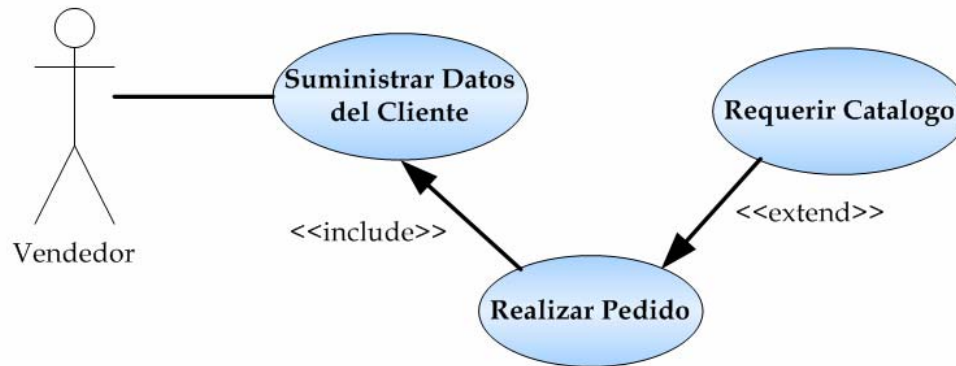 Suministrar Datos
del Cliente
Requerir Catalogo
<<include>>
<<extend>>
Vendedor
Realizar Pedido